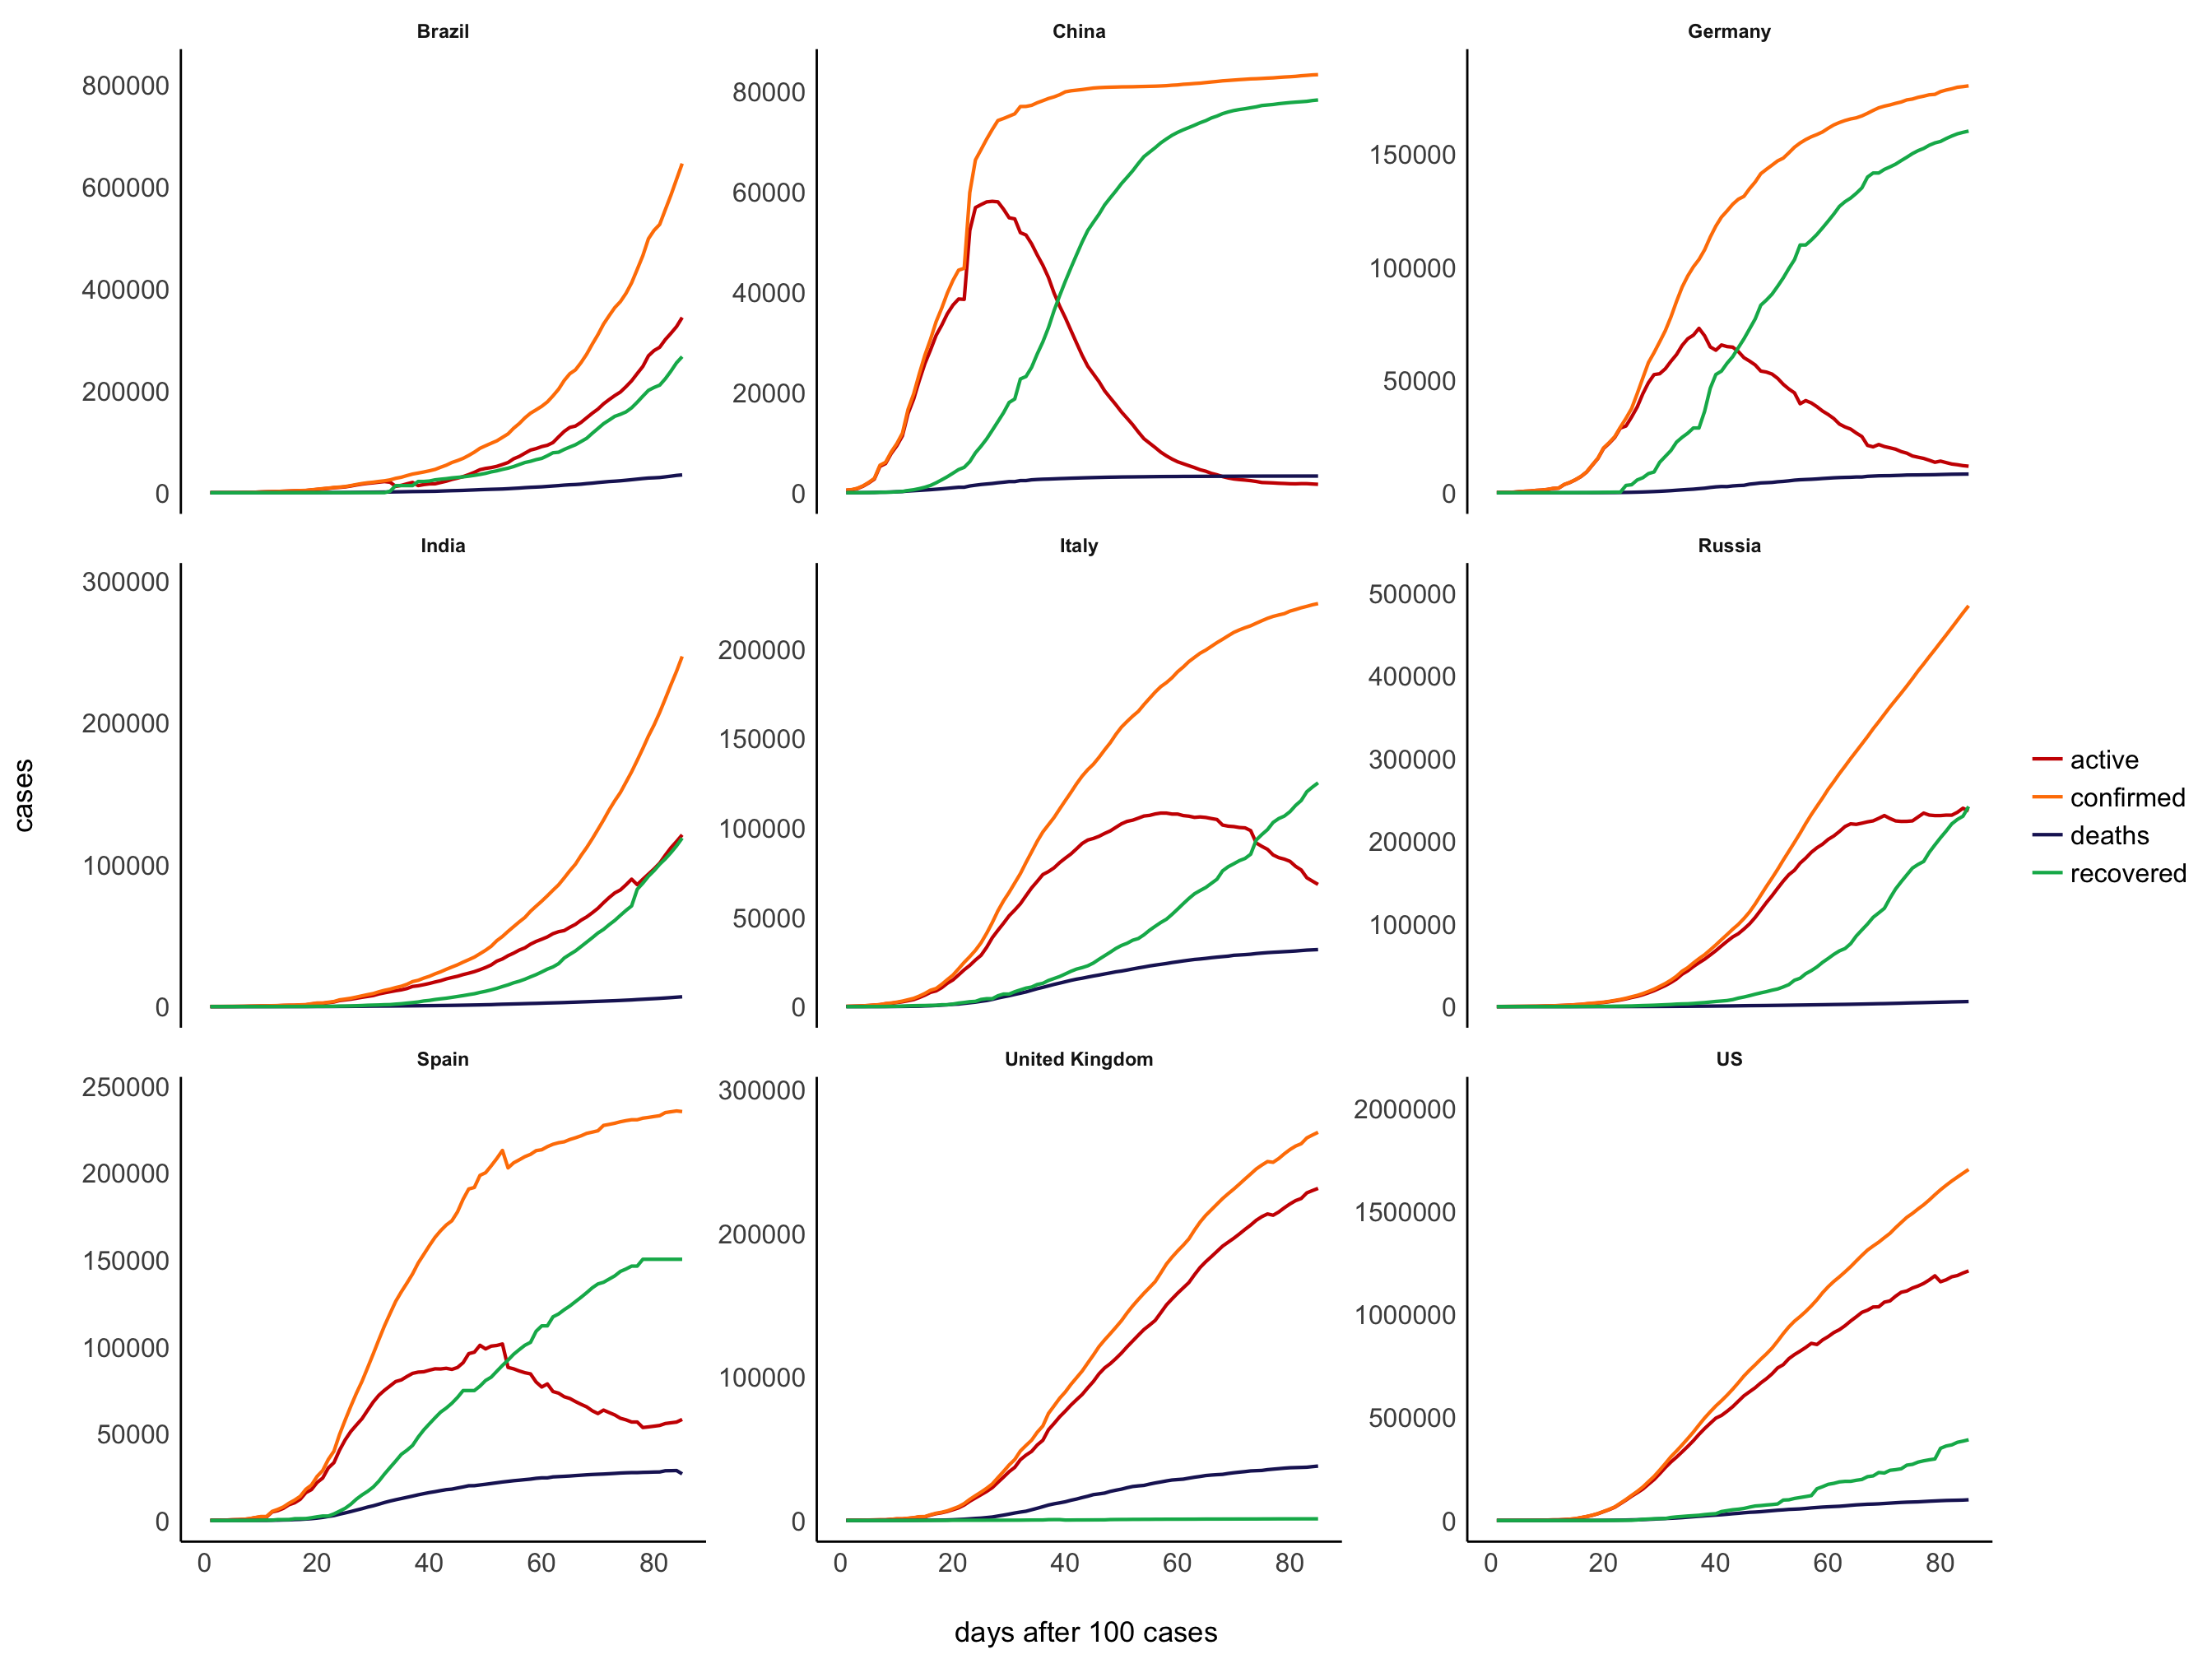 Brazil
China
Germany
800000
600000
400000
200000
0
80000
60000
40000
20000
0
150000
100000
50000
0
India
Italy
Russia
300000
200000
100000
0
200000
150000
100000
50000
0
500000
400000
300000
200000
100000
0
Spain
United Kingdom
US
250000
200000
150000
100000
50000
0
300000
200000
100000
0
2000000
1500000
1000000
500000
0
0 20 40 60 80
0 20 40 60 80
0 20 40 60 80
days after 100 cases
cases
active
confirmed
deaths
recovered